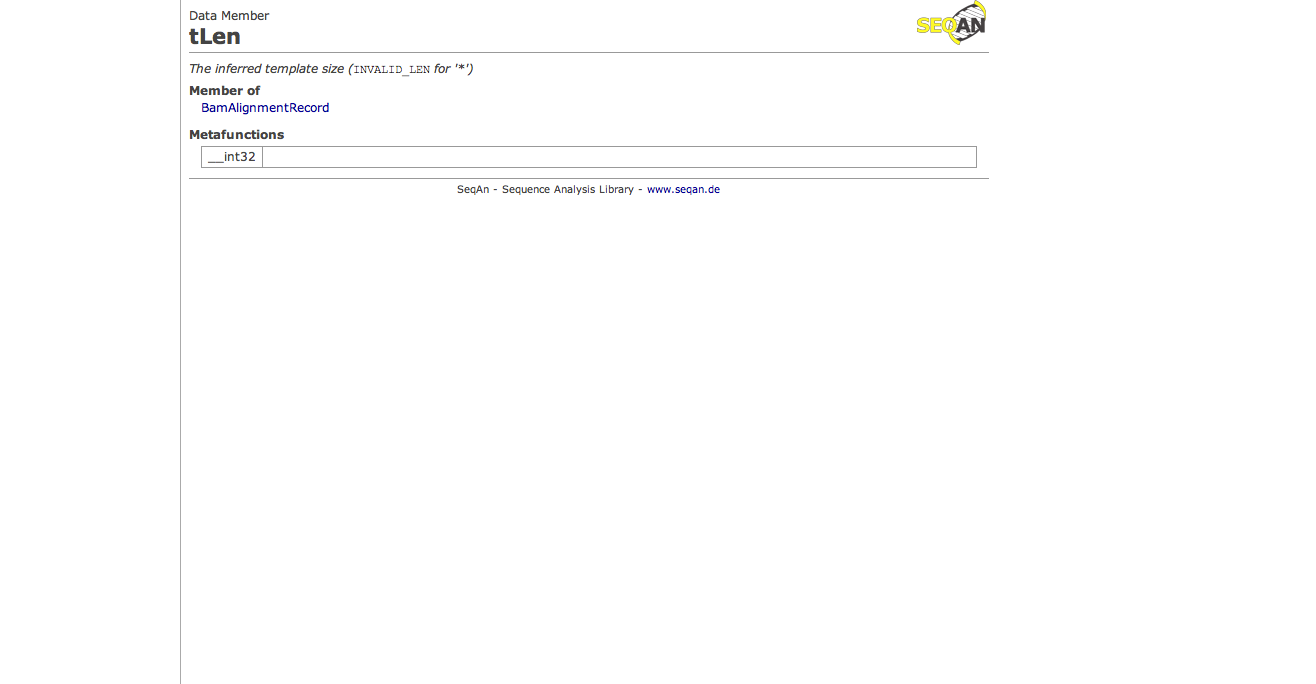 Data Member
SEQAN
tLen
The inferred template size (INVALID_LEN for '*')
Member of
BamAlignmentRecord
Metafunctions
__int32
SeqAn - Sequence Analysis Library - www.seqan.de